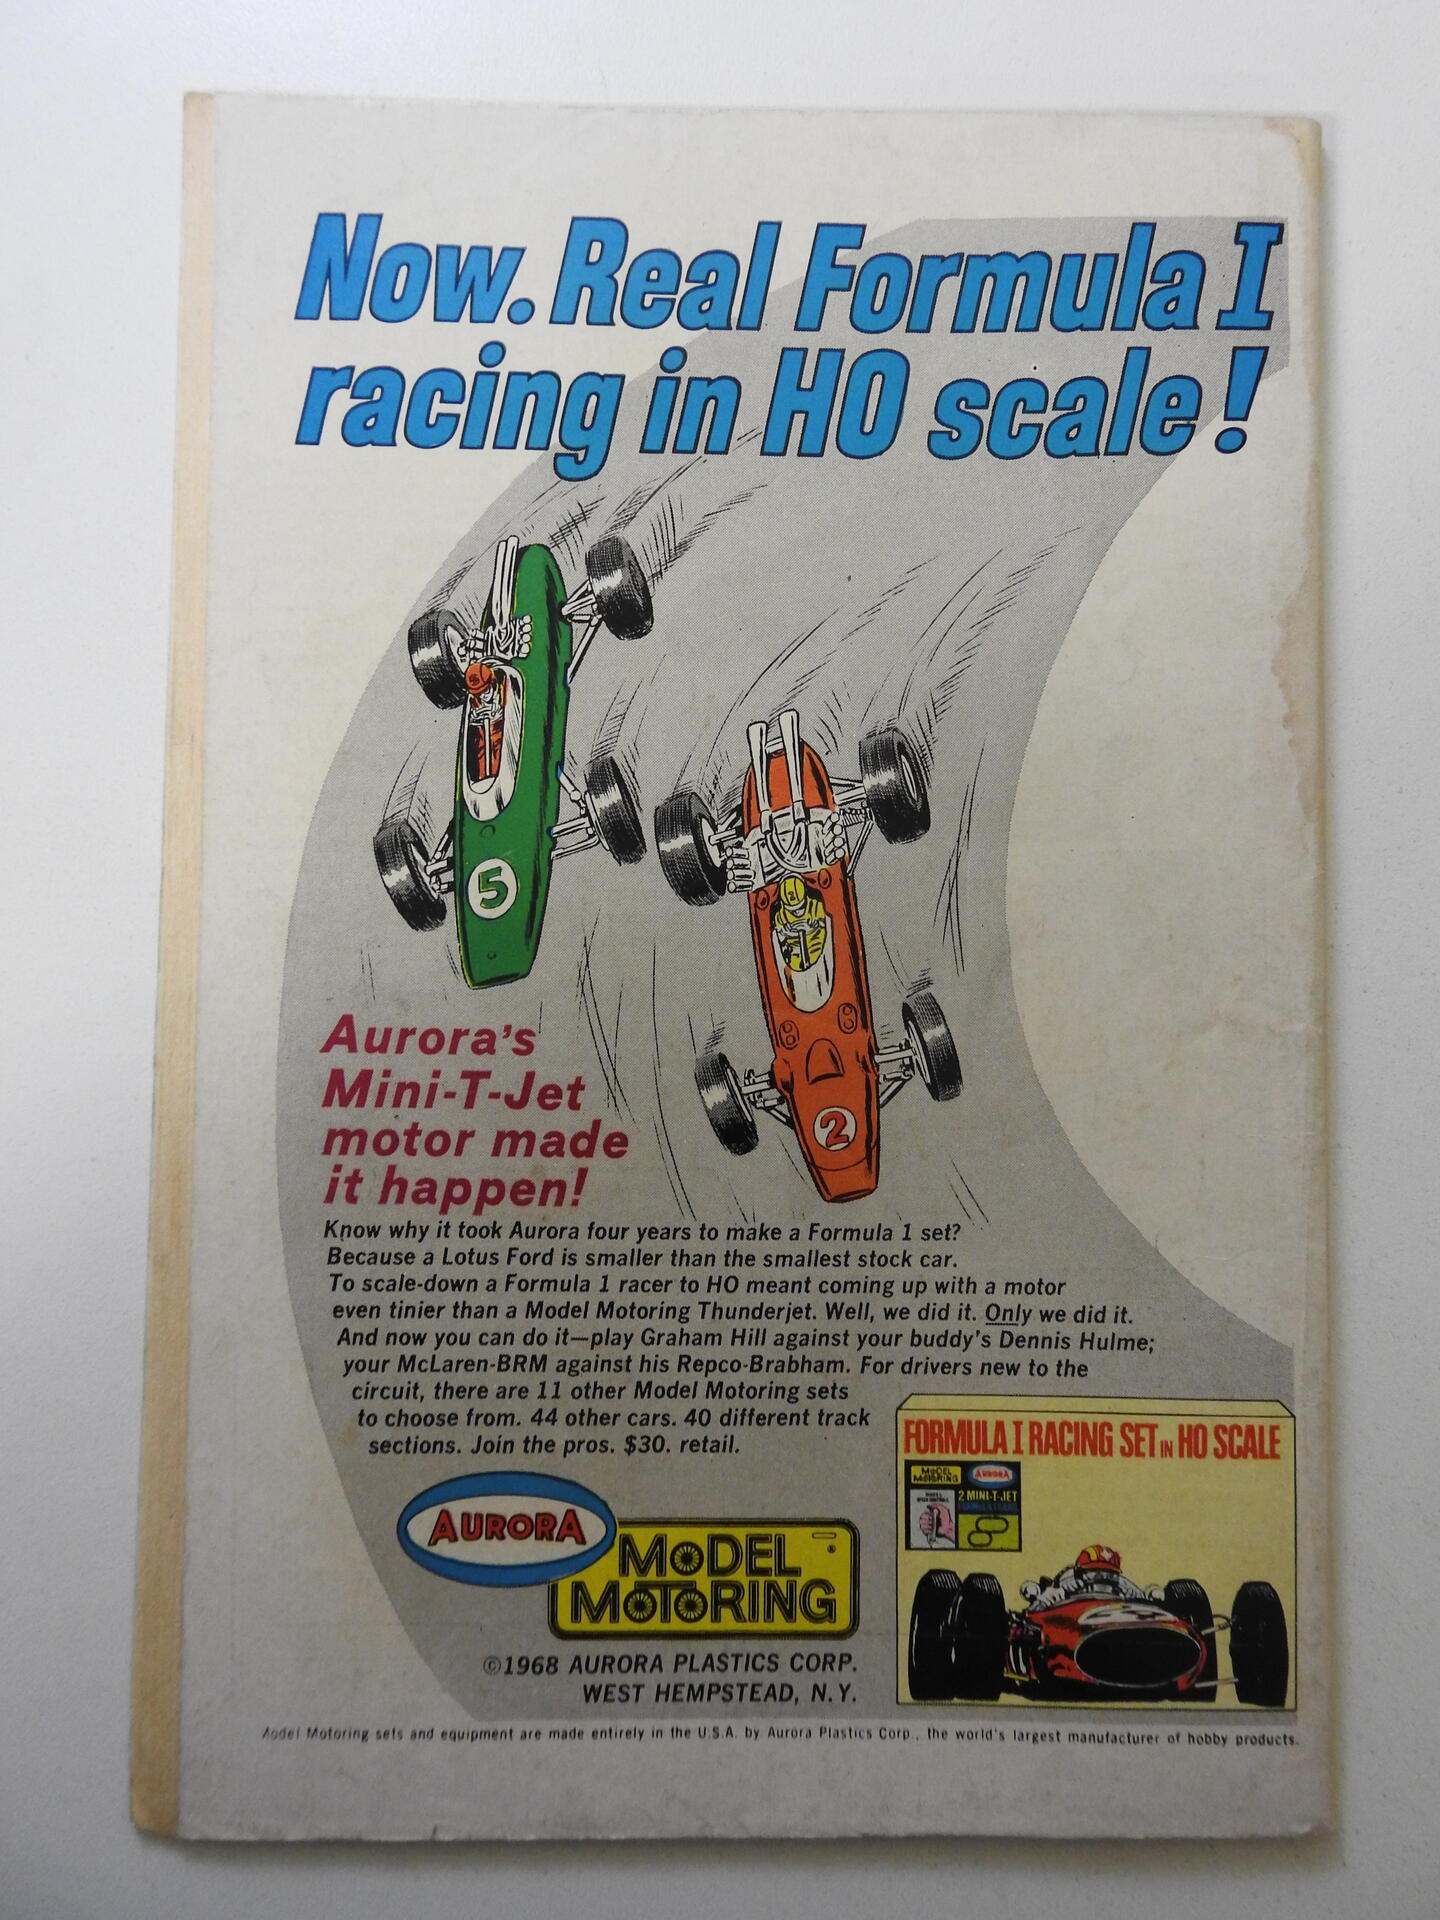 Now. Real Formula I
racing in HO scale!
5
2
Aurora's
Mini-T-Jet
motor made
it happen!
Know why it took Aurora four years to make a Formula 1 set?
Because a Lotus Ford is smaller than the smallest stock car.
To scale-down a Formula 1 racer to HO meant coming up with a motor
even tinier than a Model Motoring Thunderjet. Well, we did it. Only we did it.
And now you can do it—play Graham Hill against your buddy's Dennis Hulme;
your McLaren-BRM against his Repco-Brabham. For drivers new to the
circuit, there are 11 other Model Motoring sets
to choose from. 44 other cars. 40 different track
sections. Join the pros. $30. retail.
FORMULA I RACING SET IN HO SCALE
MODEL MOTORING
AURORA
2 MINI-T-JET
AURORA
MODEL ®
MOTORING
©1968 AURORA PLASTICS CORP.
WEST HEMPSTEAD, N.Y.
Model Motoring sets and equipment are made entirely in the U.S.A. by Aurora Plastics Corp., the world's largest manufacturer of hobby products.